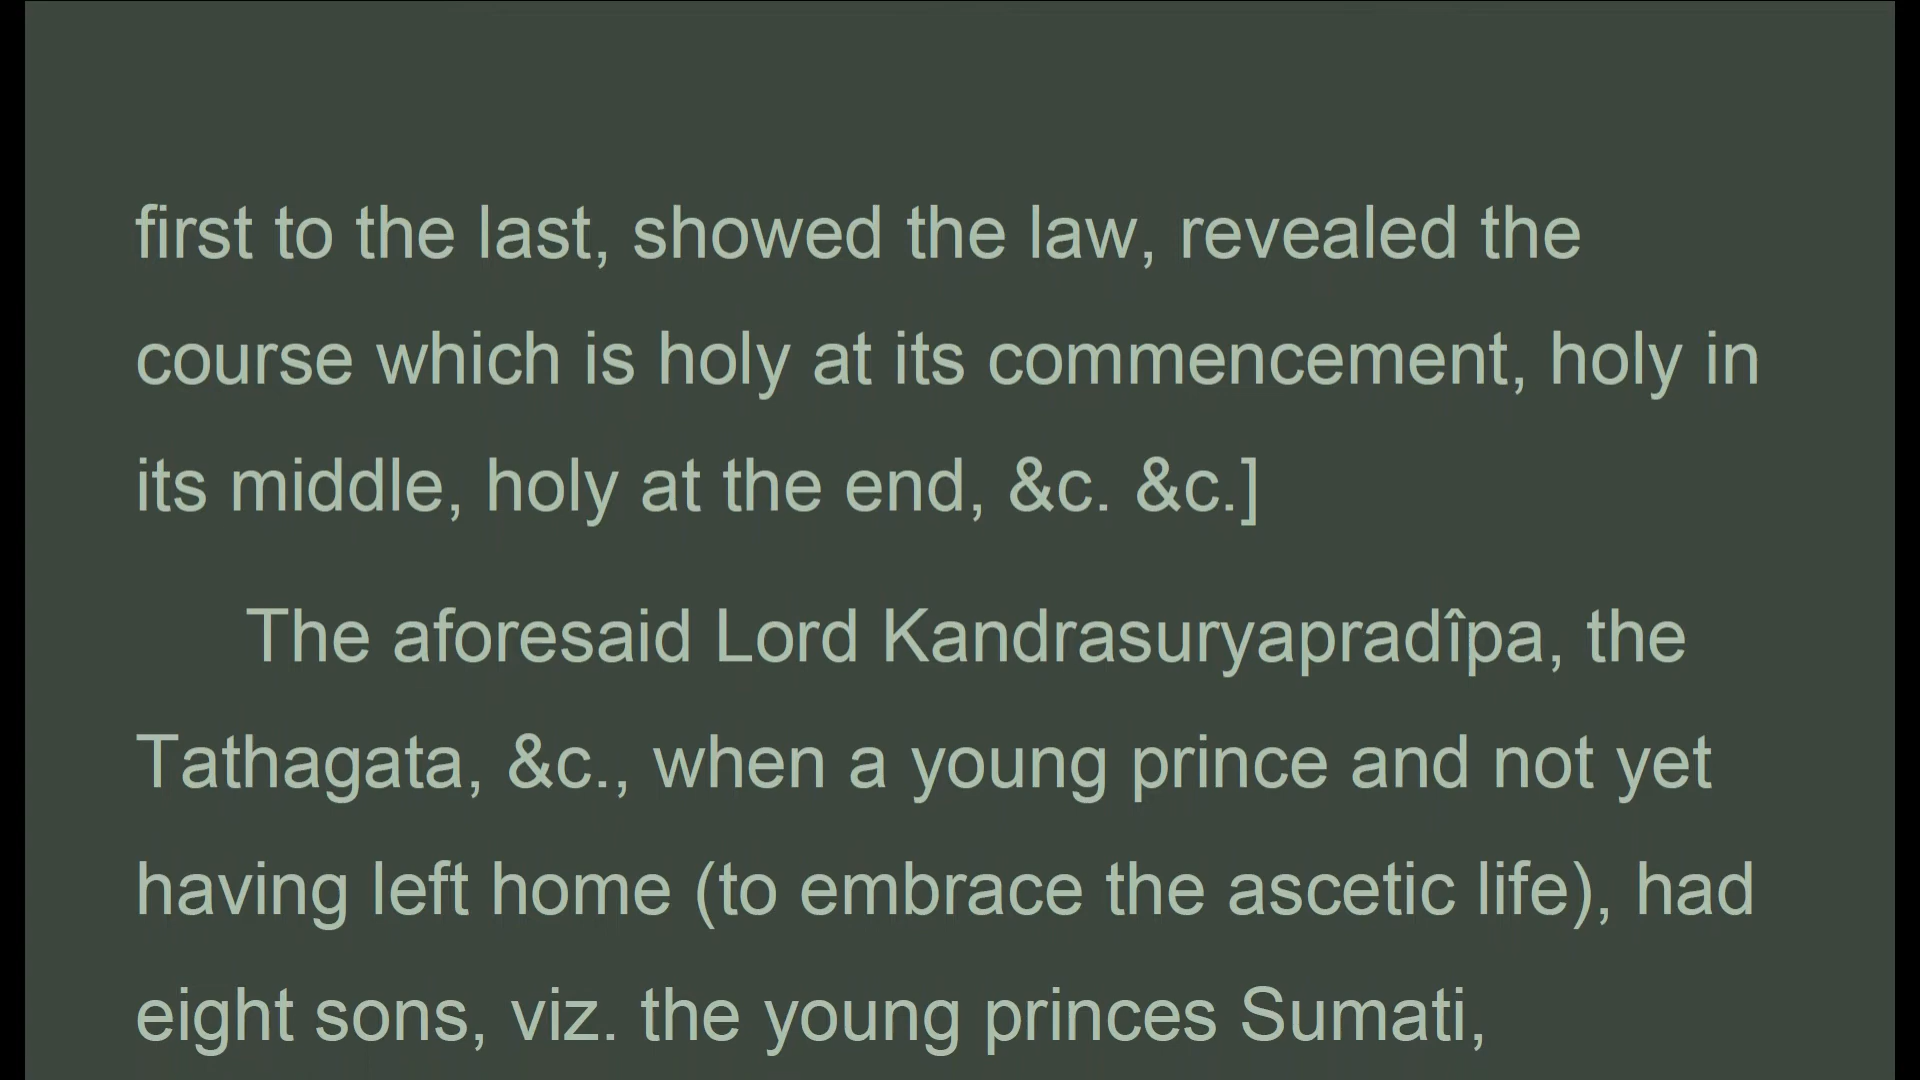 first to the last, showed the law, revealed the
course which is holy at its commencement, holy in
its middle, holy at the end, &c. &c.]
The aforesaid Lord Kandrasuryapradîpa, the
Tathagata, &c., when a young prince and not yet
having left home (to embrace the ascetic life), had
eight sons, viz. the young princes Sumati,